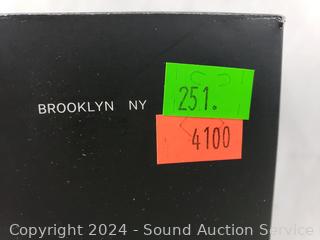 BROOKLYN NY
251.
4100
Copyright © 2024 - Sound Auction Service